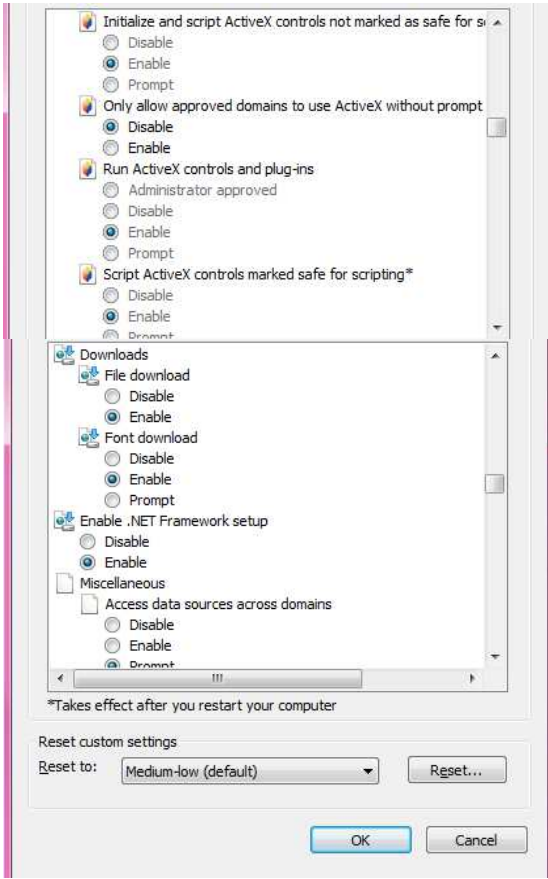 Initialize and script ActiveX controls not marked as safe for s
Disable
Enable
Prompt
Only allow approved domains to use ActiveX without prompt
Disable
Enable
Run ActiveX controls and plug-ins
Administrator approved
Disable
Enable
Prompt
Script ActiveX controls marked safe for scripting*
Disable
Enable
Prompt
Downloads
File download
Disable
Enable
Font download
Disable
Enable
Prompt
Enable .NET Framework setup
Disable
Enable
Miscellaneous
Access data sources across domains
Disable
Enable
Prompt
*Takes effect after you restart your computer
Reset custom settings
Reset to: Medium-low (default) Reset...
OK Cancel